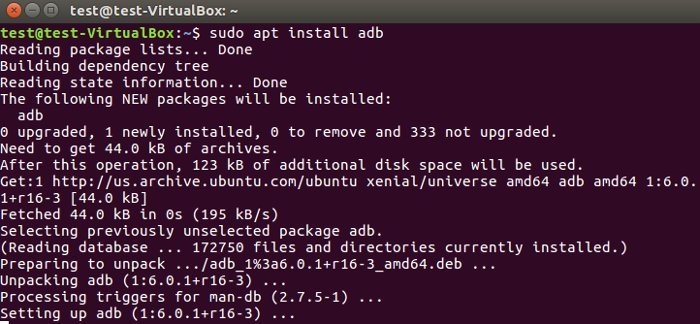 test@test-VirtualBox: ~
test@test-VirtualBox:~$ sudo apt install adb
Reading package lists... Done
Building dependency tree
Reading state information... Done
The following NEW packages will be installed:
  adb
0 upgraded, 1 newly installed, 0 to remove and 333 not upgraded.
Need to get 44.0 kB of archives.
After this operation, 123 kB of additional disk space will be used.
Get:1 http://us.archive.ubuntu.com/ubuntu xenial/universe amd64 adb amd64 1:6.0.
1+r16-3 [44.0 kB]
Fetched 44.0 kB in 0s (195 kB/s)
Selecting previously unselected package adb.
(Reading database ... 172750 files and directories currently installed.)
Preparing to unpack .../adb_1%3a6.0.1+r16-3_amd64.deb ...
Unpacking adb (1:6.0.1+r16-3) ...
Processing triggers for man-db (2.7.5-1) ...
Setting up adb (1:6.0.1+r16-3) ...